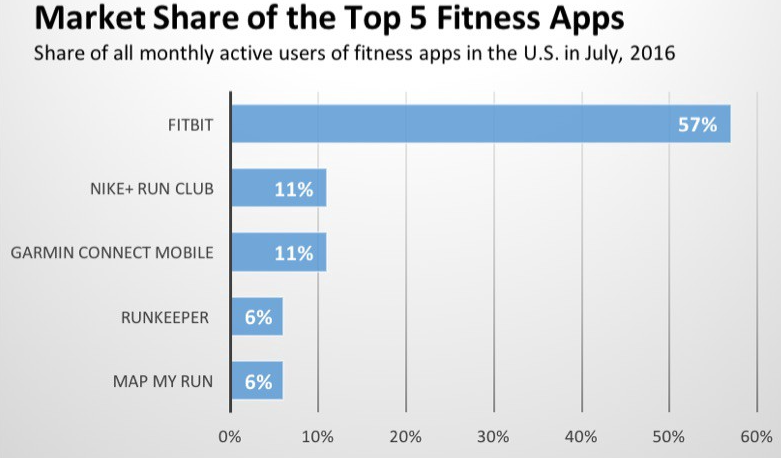 Market Share of the Top 5 Fitness Apps
Share of all monthly active users of fitness apps in the U.S. in July, 2016
FITBIT 57%
NIKE+ RUN CLUB 11%
GARMIN CONNECT MOBILE 11%
RUNKEEPER 6%
MAP MY RUN 6%
0% 10% 20% 30% 40% 50% 60%